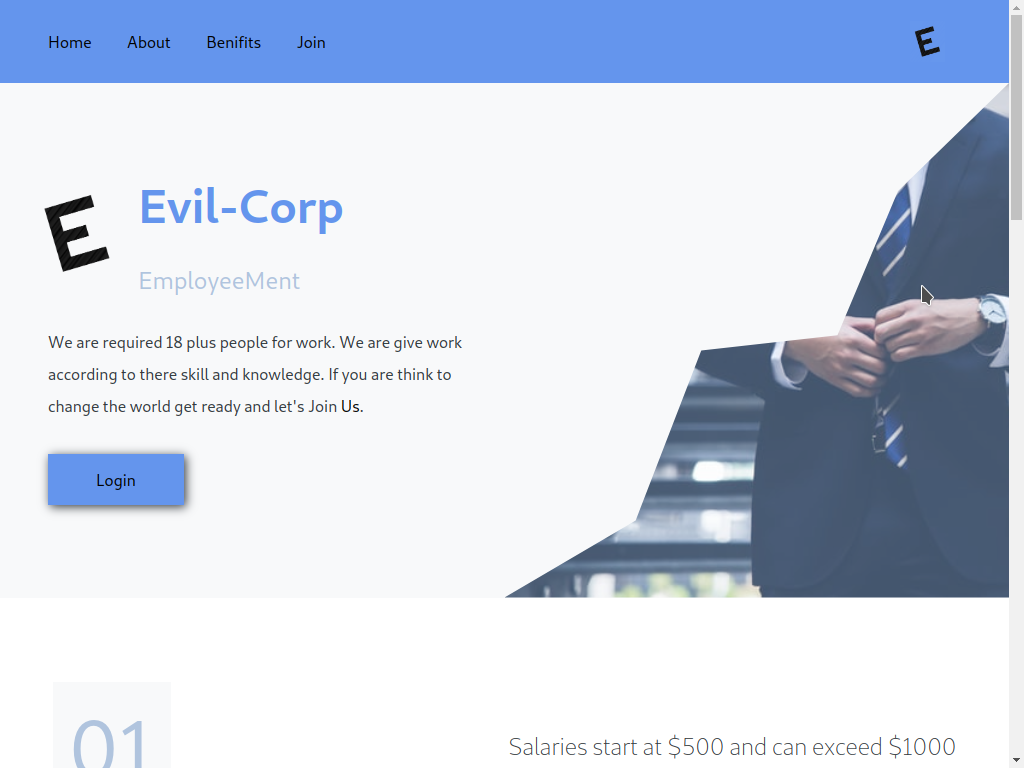 Home About Benifits Join
E
E
Evil-Corp
EmployeeMent
We are required 18 plus people for work. We are give work
according to there skill and knowledge. If you are think to
change the world get ready and let's Join Us.
Login
01
Salaries start at $500 and can exceed $1000